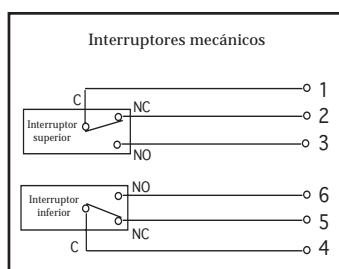 Interruptores mecánicos
1
C
NC
2
Interruptor
superior
3
NO
NO
6
Interruptor
inferior
5
NC
C
4